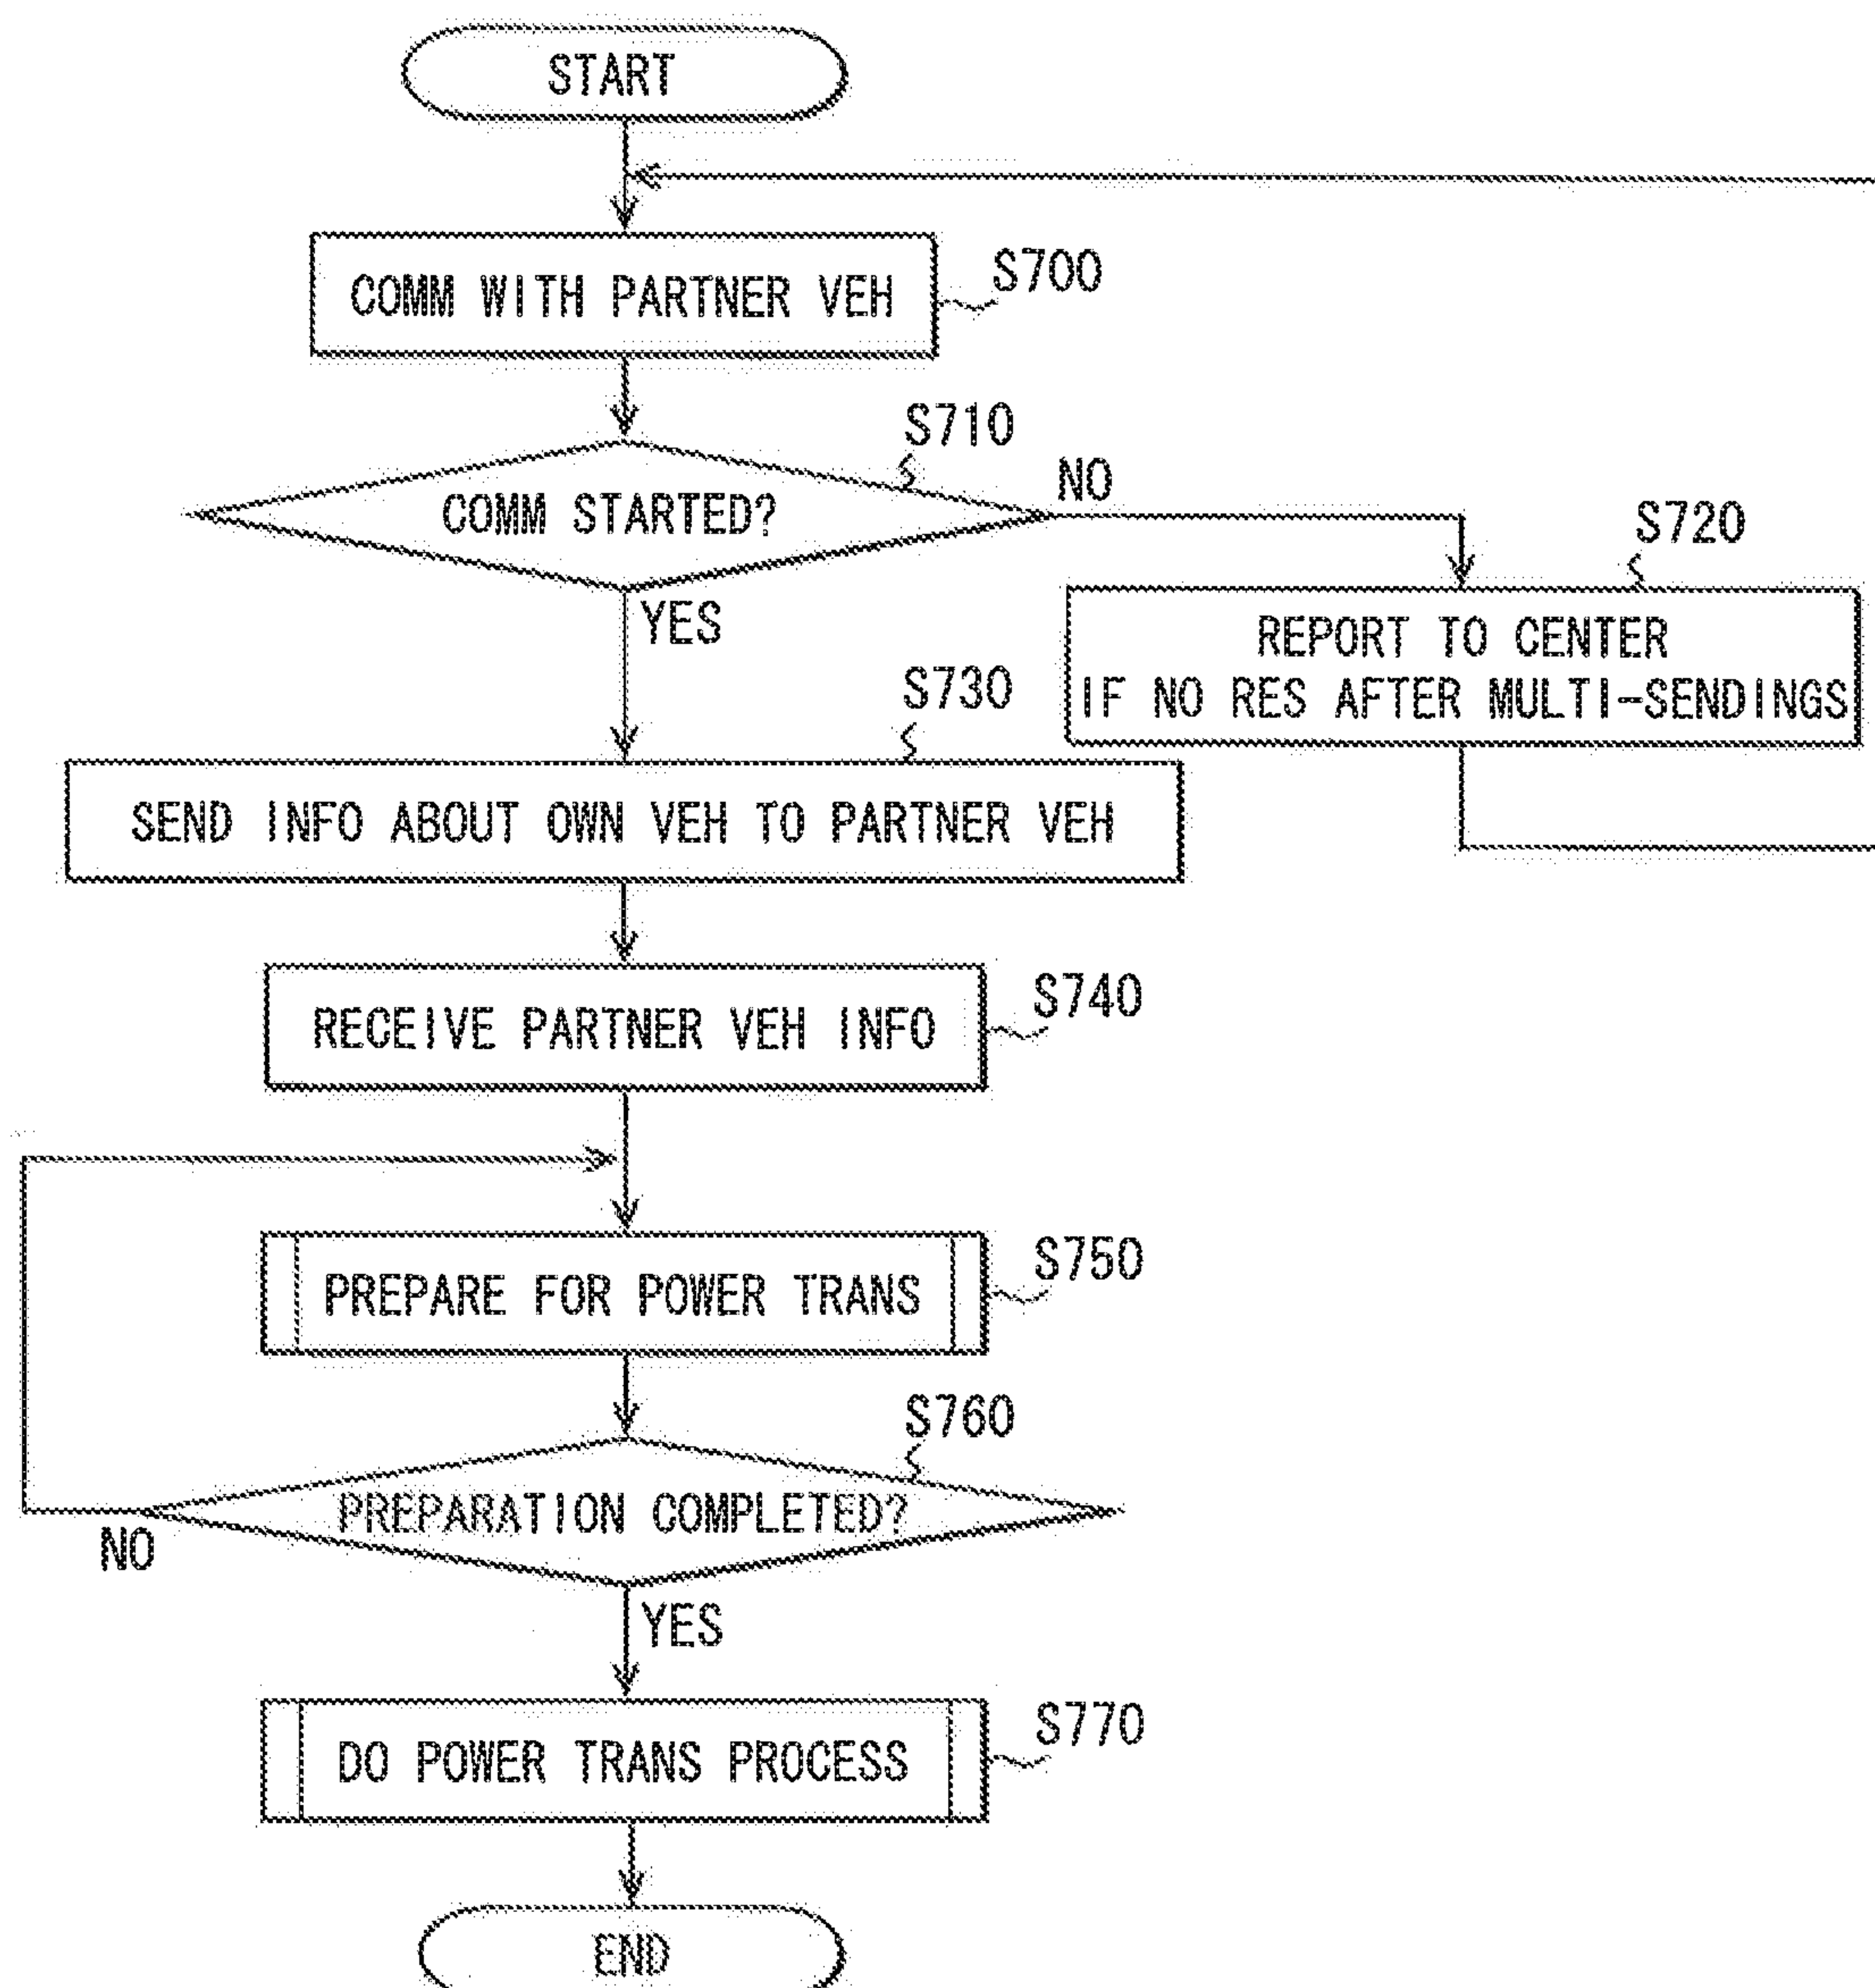 START
COMM WITH PARTNER VEH
S700
S710
COMM STARTED?
NO
S720
REPORT TO CENTER
IF NO RES AFTER MULTI-SENDINGS
YES
S730
SEND INFO ABOUT OWN VEH TO PARTNER VEH
RECEIVE PARTNER VEH INFO
S740
PREPARE FOR POWER TRANS
S750
S760
PREPARATION COMPLETED?
NO
YES
DO POWER TRANS PROCESS
S770
END